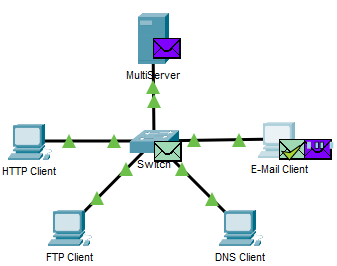 MultiServer
Switch
HTTP Client
E-Mail Client
FTP Client
DNS Client